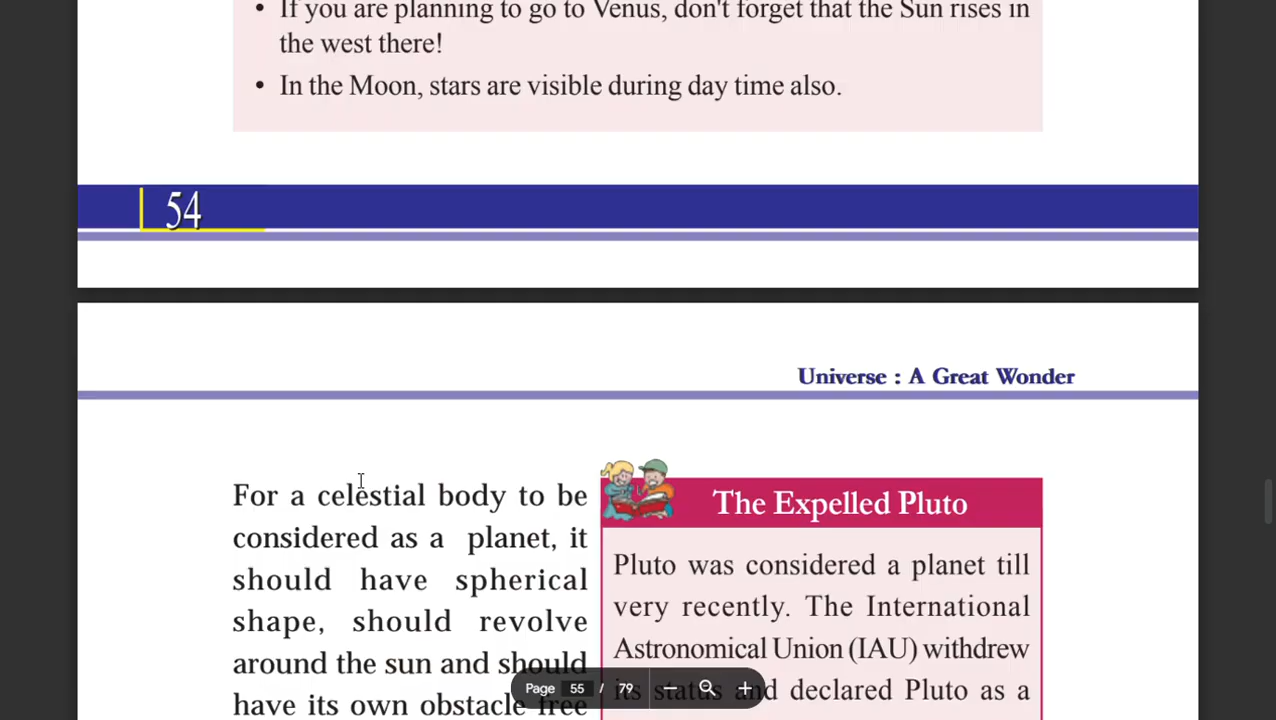 • If you are planning to go to Venus, don't forget that the Sun rises in
the west there!
• In the Moon, stars are visible during day time also.
54
Universe : A Great Wonder
For a celestial body to be
considered as a planet, it
should have spherical
shape, should revolve
around the sun and should
have its own obstacle free
The Expelled Pluto
Pluto was considered a planet till
very recently. The International
Astronomical Union (IAU) withdrew
its status and declared Pluto as a
Page 55 / 79